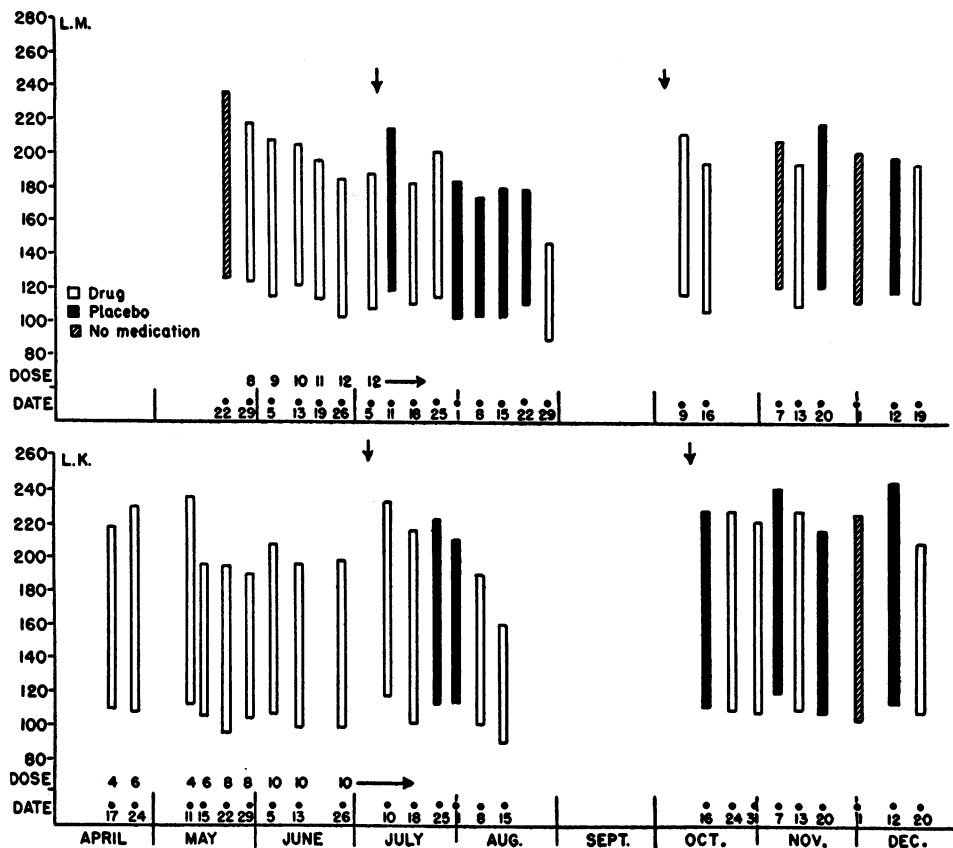 280 L.M.
260
240
220
200
180
160
140
120
100
80
Drug
Placebo
No medication
DOSE 8 9 10 11 12 12
DATE 22 29 5 13 19 26 5 11 18 25 1 8 15 22 29 9 16 7 13 20 1 12 19
260 L.K.
240
220
200
180
160
140
120
100
80
DOSE 4 6 4 6 8 8 10 10 10
DATE 17 24 11 15 22 29 5 13 26 10 18 25 1 8 15 16 24 31 7 13 20 1 12 20
APRIL MAY JUNE JULY AUG. SEPT. OCT. NOV. DEC.